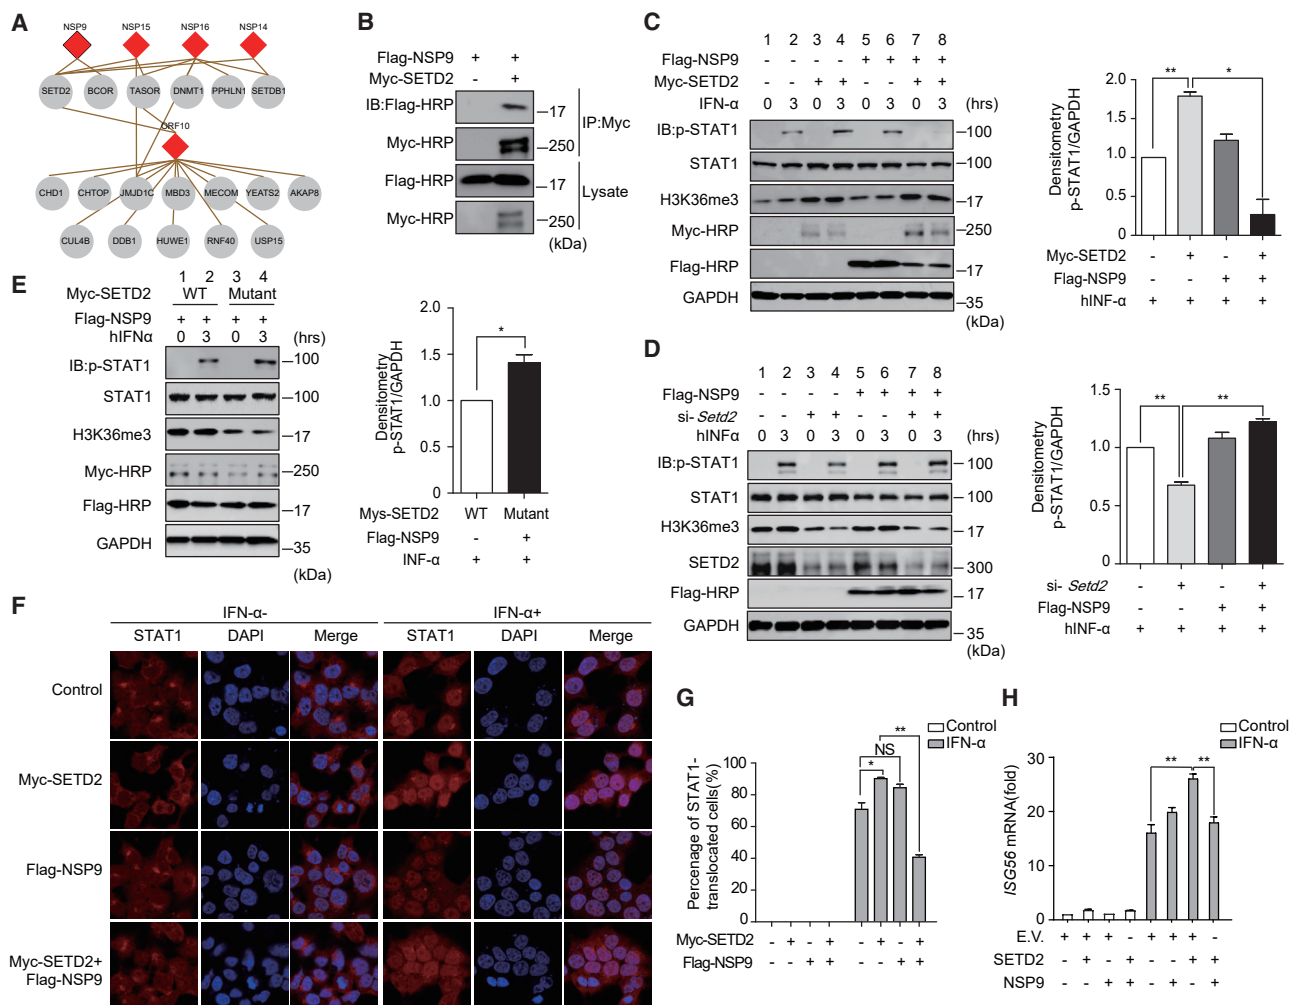 A
NSP9 NSP15 NSP16 NSP14
SETD2 BCOR TASOR DNMT1 PPHLN1 SETDB1
ORF10
CHD1 CHTOP JMJD1C MBD3 MECOM YEATS2 AKAP8
CUL4B DDB1 HUWE1 RNF40 USP15
B
Flag-NSP9 + +
Myc-SETD2 - +
IB:Flag-HRP 17
Myc-HRP 250
IP:Myc
Flag-HRP 17
Myc-HRP 250
Lysate
(kDa)
C
1 2 3 4 5 6 7 8
Flag-NSP9 - - - - + + + +
Myc-SETD2 - - + + - - + +
IFN-α 0 3 0 3 0 3 0 3 (hrs)
IB:p-STAT1 100
STAT1 100
H3K36me3 17
Myc-HRP 250
Flag-HRP 17
GAPDH 35
(kDa)
Densitometry
p-STAT1/GAPDH
2.0
1.5
1.0
0.5
0
** *
Myc-SETD2 - + - +
Flag-NSP9 - - + +
hINF-α + + + +
D
1 2 3 4 5 6 7 8
Flag-NSP9 - - - - + + + +
si- Setd2 - - + + - - + +
hINFα 0 3 0 3 0 3 0 3 (hrs)
IB:p-STAT1 100
STAT1 100
H3K36me3 17
SETD2 300
Flag-HRP 17
GAPDH 35
(kDa)
Densitometry
p-STAT1/GAPDH
1.5
1.0
0.5
0
** **
si- Setd2 - + - +
Flag-NSP9 - - + +
hINF-α + + + +
E
1 2 3 4
Myc-SETD2 WT Mutant
Flag-NSP9 + + + +
hIFNα 0 3 0 3 (hrs)
IB:p-STAT1 100
STAT1 100
H3K36me3 17
Myc-HRP 250
Flag-HRP 17
GAPDH 35
(kDa)
Densitometry
p-STAT1/GAPDH
2.0
1.5
1.0
0.5
0
*
Mys-SETD2 WT Mutant
Flag-NSP9 - +
INF-α + +
F
IFN-α- IFN-α+
STAT1 DAPI Merge STAT1 DAPI Merge
Control
Myc-SETD2
Flag-NSP9
Myc-SETD2+
Flag-NSP9
G
Control
IFN-α
Percenage of STAT1-
translocated cells(%)
100
80
60
40
20
0
* NS **
Myc-SETD2 - + - + - + - +
Flag-NSP9 - - + + - - + +
H
Control
IFN-α
ISG56 mRNA(fold)
30
20
10
0
** **
E.V. + + + - + + + -
SETD2 - + - + - - + +
NSP9 - - + + - + - +